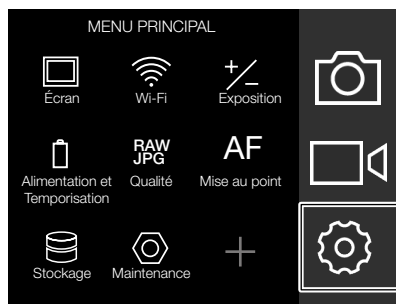 MENU PRINCIPAL
Écran
Wi-Fi
+/-
Exposition
Alimentation et
Temporisation
RAW
JPG
Qualité
AF
Mise au point
Stockage
Maintenance
+